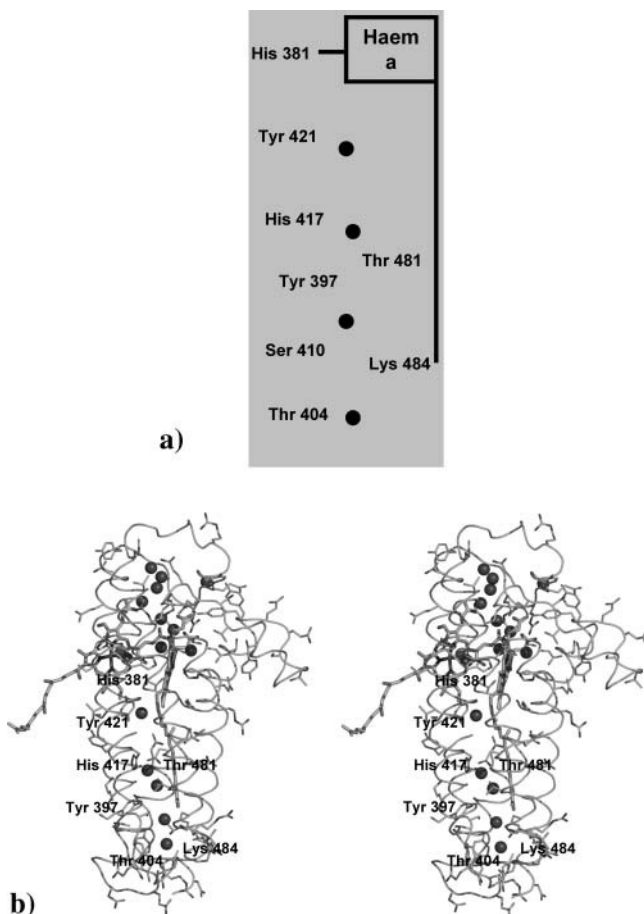 Haem
a
His 381
Tyr 421
His 417
Thr 481
Tyr 397
Ser 410
Lys 484
Thr 404
a)
His 381
His 381
Tyr 421
Tyr 421
His 417
Thr 481
His 417
Thr 481
Tyr 397
Tyr 397
Thr 404
Lys 484
Thr 404
Lys 484
b)